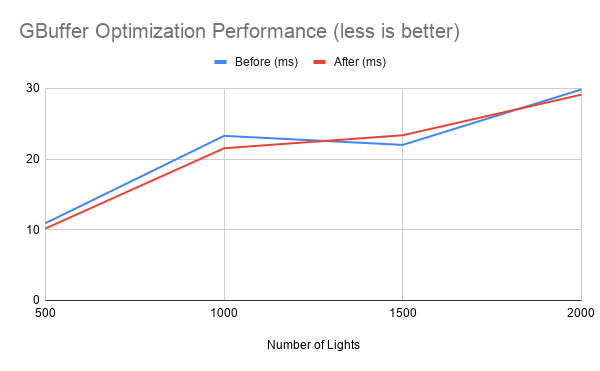 GBuffer Optimization Performance (less is better)
Before (ms) After (ms)
30
20
10
0
500 1000 1500 2000
Number of Lights